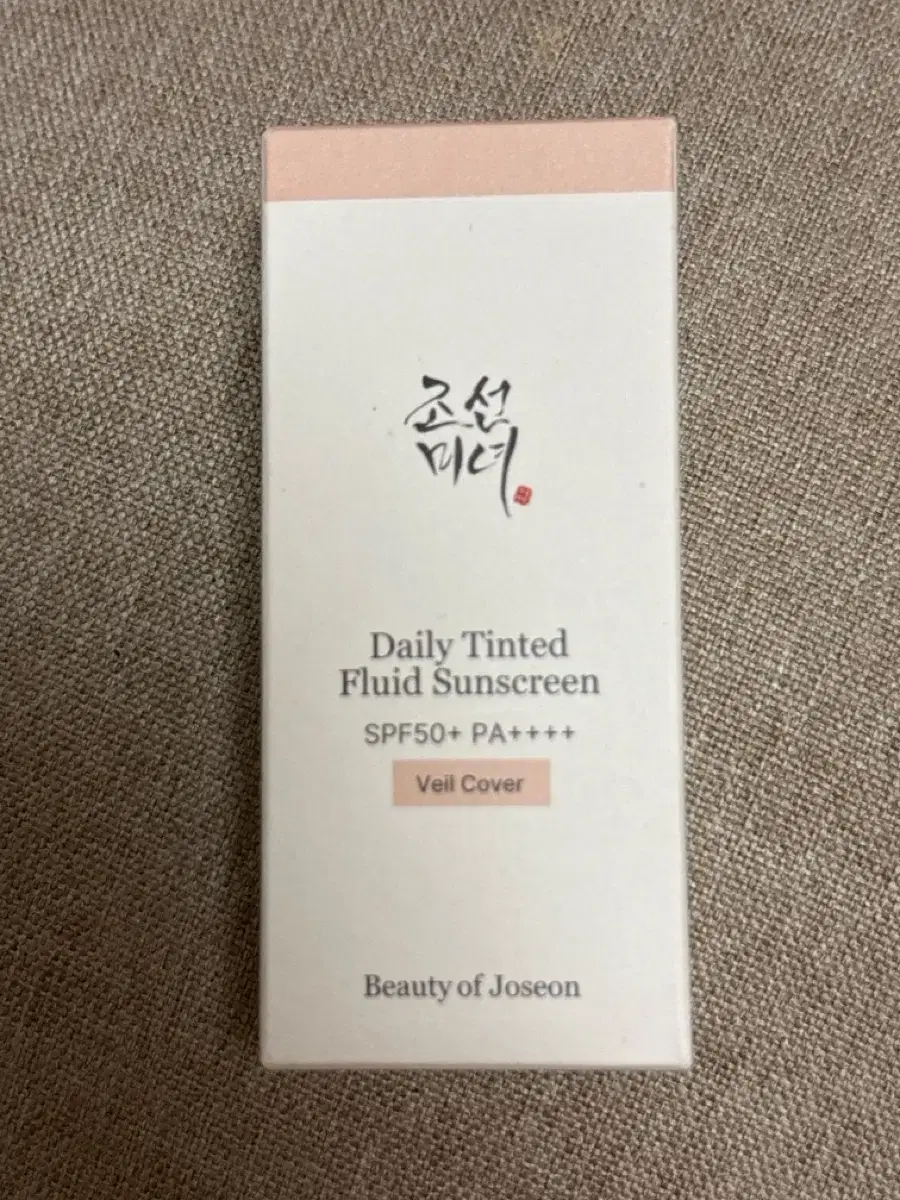 조선
미녀
Daily Tinted
Fluid Sunscreen
SPF50+ PA++++
Veil Cover
Beauty of Joseon